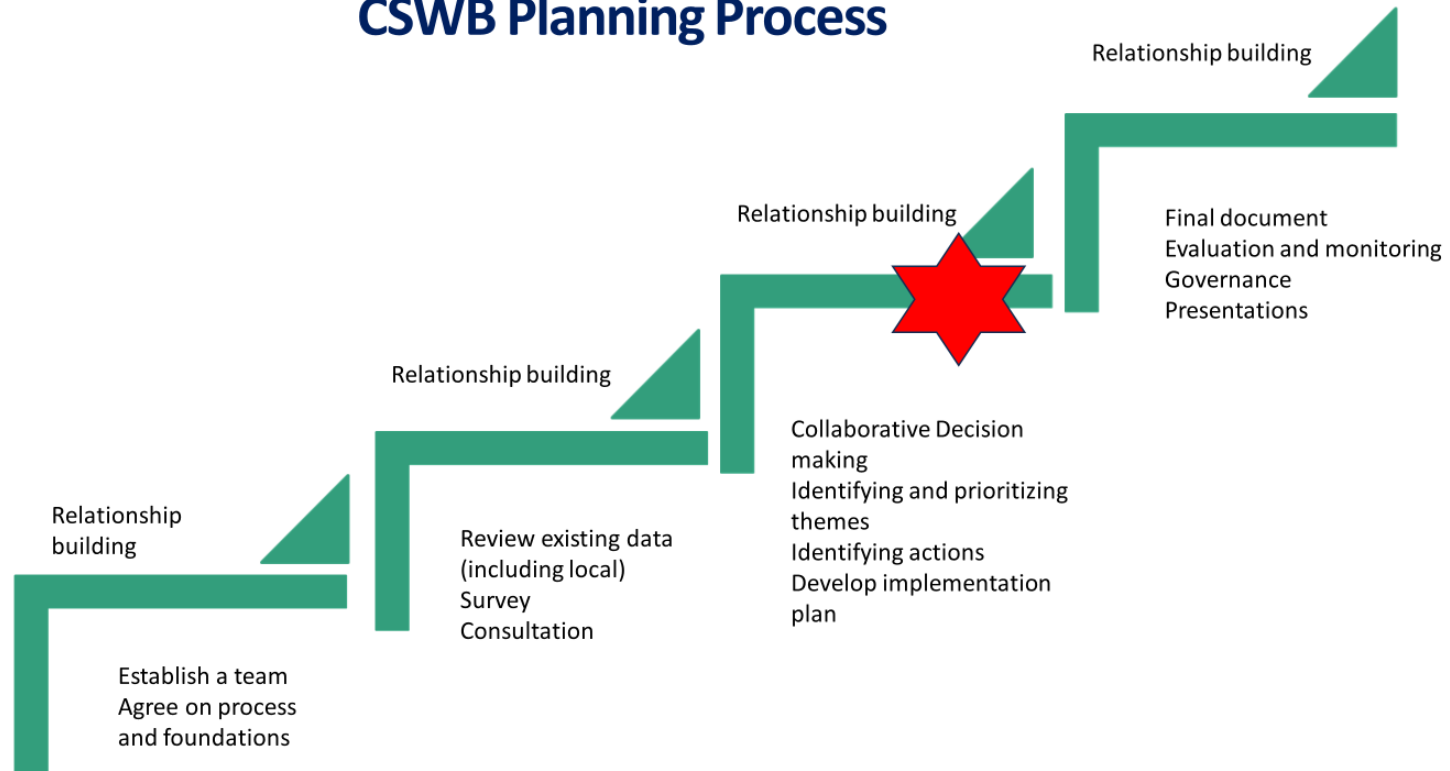 CSWB Planning Process
Relationship
building
Establish a team
Agree on process
and foundations
Relationship building
Review existing data
(including local)
Survey
Consultation
Relationship building
Collaborative Decision
making
Identifying and prioritizing
themes
Identifying actions
Develop implementation
plan
Relationship building
Final document
Evaluation and monitoring
Governance
Presentations